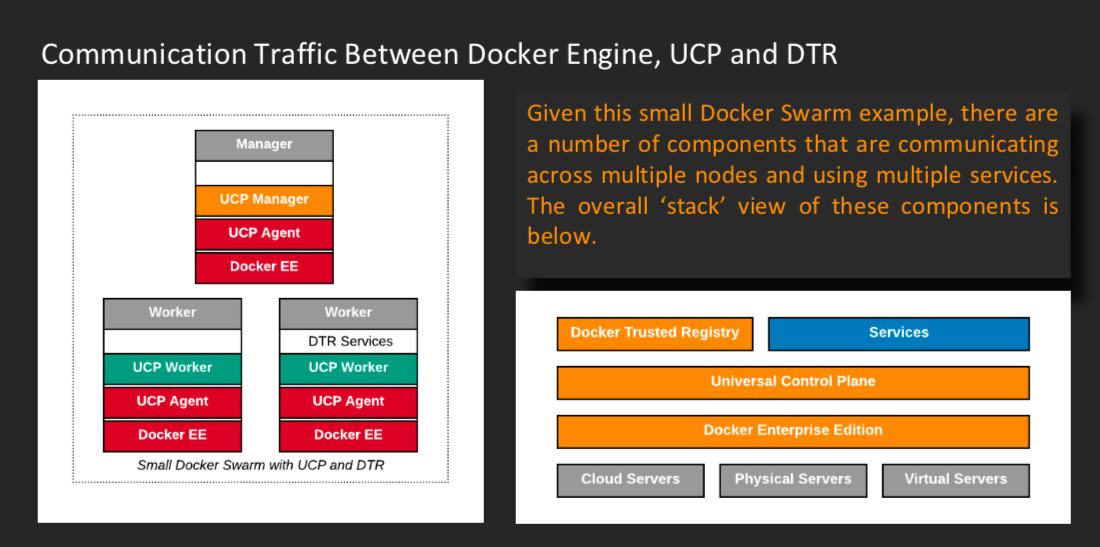 Communication Traffic Between Docker Engine, UCP and DTR
Manager
UCP Manager
UCP Agent
Docker EE
Worker
UCP Worker
UCP Agent
Docker EE
Worker
DTR Services
UCP Worker
UCP Agent
Docker EE
Small Docker Swarm with UCP and DTR
Given this small Docker Swarm example, there are
a number of components that are communicating
across multiple nodes and using multiple services.
The overall ‘stack’ view of these components is
below.
Docker Trusted Registry
Services
Universal Control Plane
Docker Enterprise Edition
Cloud Servers
Physical Servers
Virtual Servers